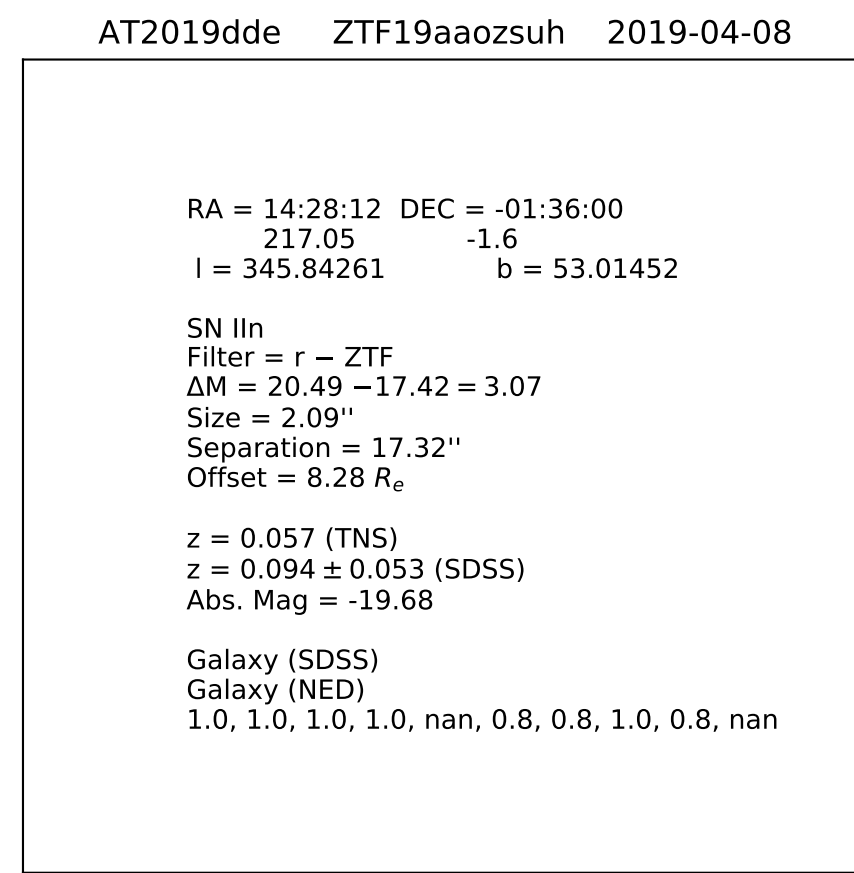 AT2019dde ZTF19aaozsuh 2019-04-08
RA = 14:28:12 DEC = -01:36:00
217.05 -1.6
l = 345.84261 b = 53.01452
SN IIn
Filter = r − ZTF
ΔM = 20.49 −17.42 = 3.07
Size = 2.09''
Separation = 17.32''
Offset = 8.28 Re
z = 0.057 (TNS)
z = 0.094 ± 0.053 (SDSS)
Abs. Mag = -19.68
Galaxy (SDSS)
Galaxy (NED)
1.0, 1.0, 1.0, 1.0, nan, 0.8, 0.8, 1.0, 0.8, nan